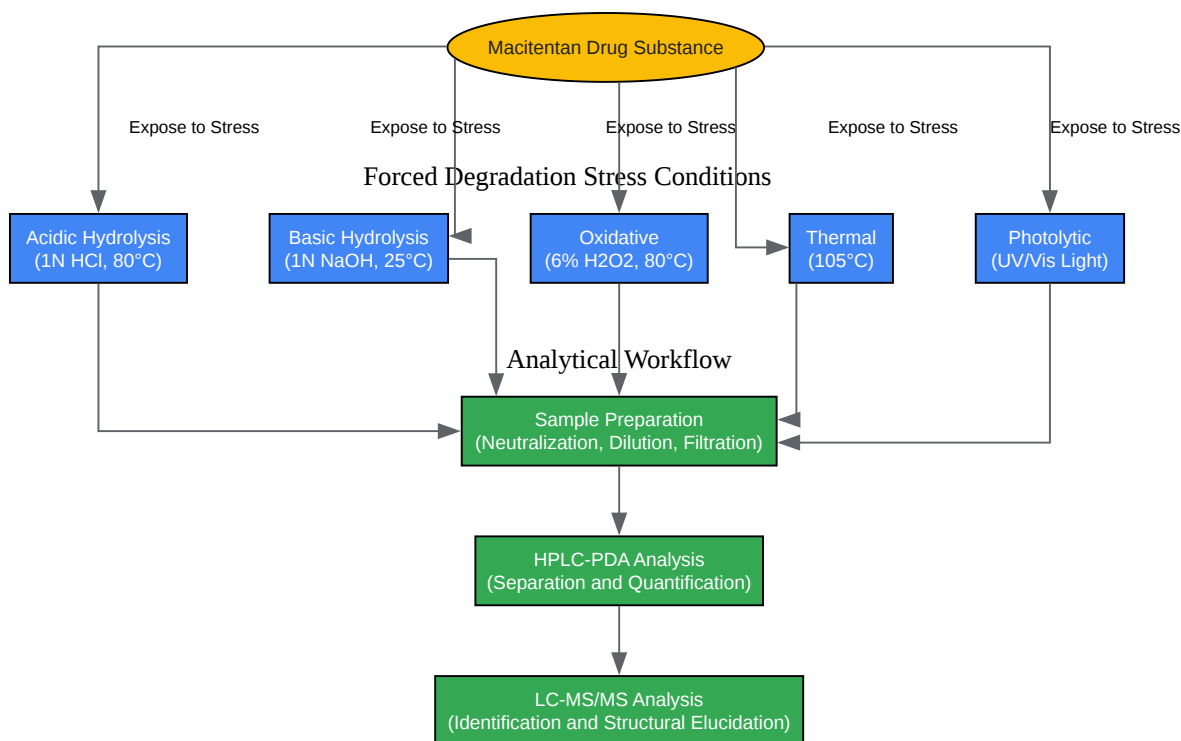 Macitentan Drug Substance
Expose to Stress
Expose to Stress
Expose to Stress
Expose to Stress
Expose to Stress
Forced Degradation Stress Conditions
Acidic Hydrolysis
(1N HCl, 80°C)
Basic Hydrolysis
(1N NaOH, 25°C)
Oxidative
(6% H2O2, 80°C)
Thermal
(105°C)
Photolytic
(UV/Vis Light)
Analytical Workflow
Sample Preparation
(Neutralization, Dilution, Filtration)
HPLC-PDA Analysis
(Separation and Quantification)
LC-MS/MS Analysis
(Identification and Structural Elucidation)